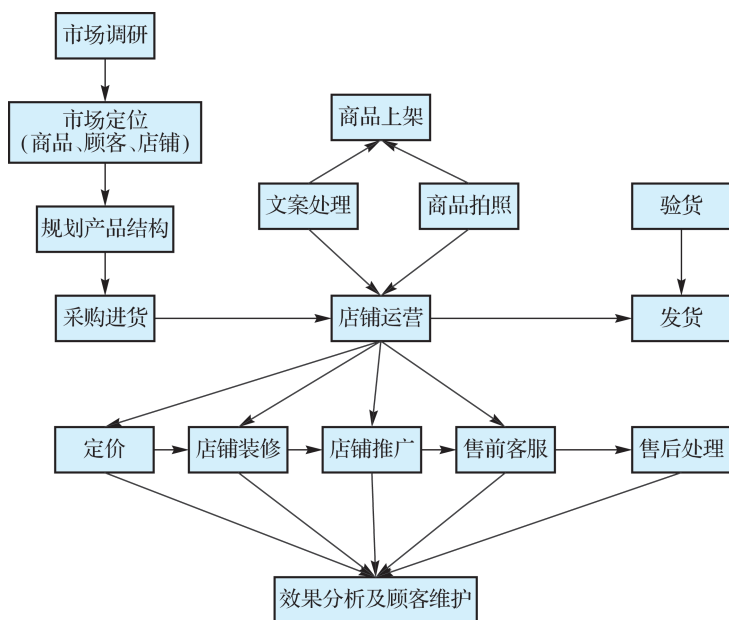 市场调研
市场定位
(商品、顾客、店铺)
商品上架
规划产品结构
文案处理
商品拍照
验货
采购进货
店铺运营
发货
定价
店铺装修
店铺推广
售前客服
售后处理
效果分析及顾客维护